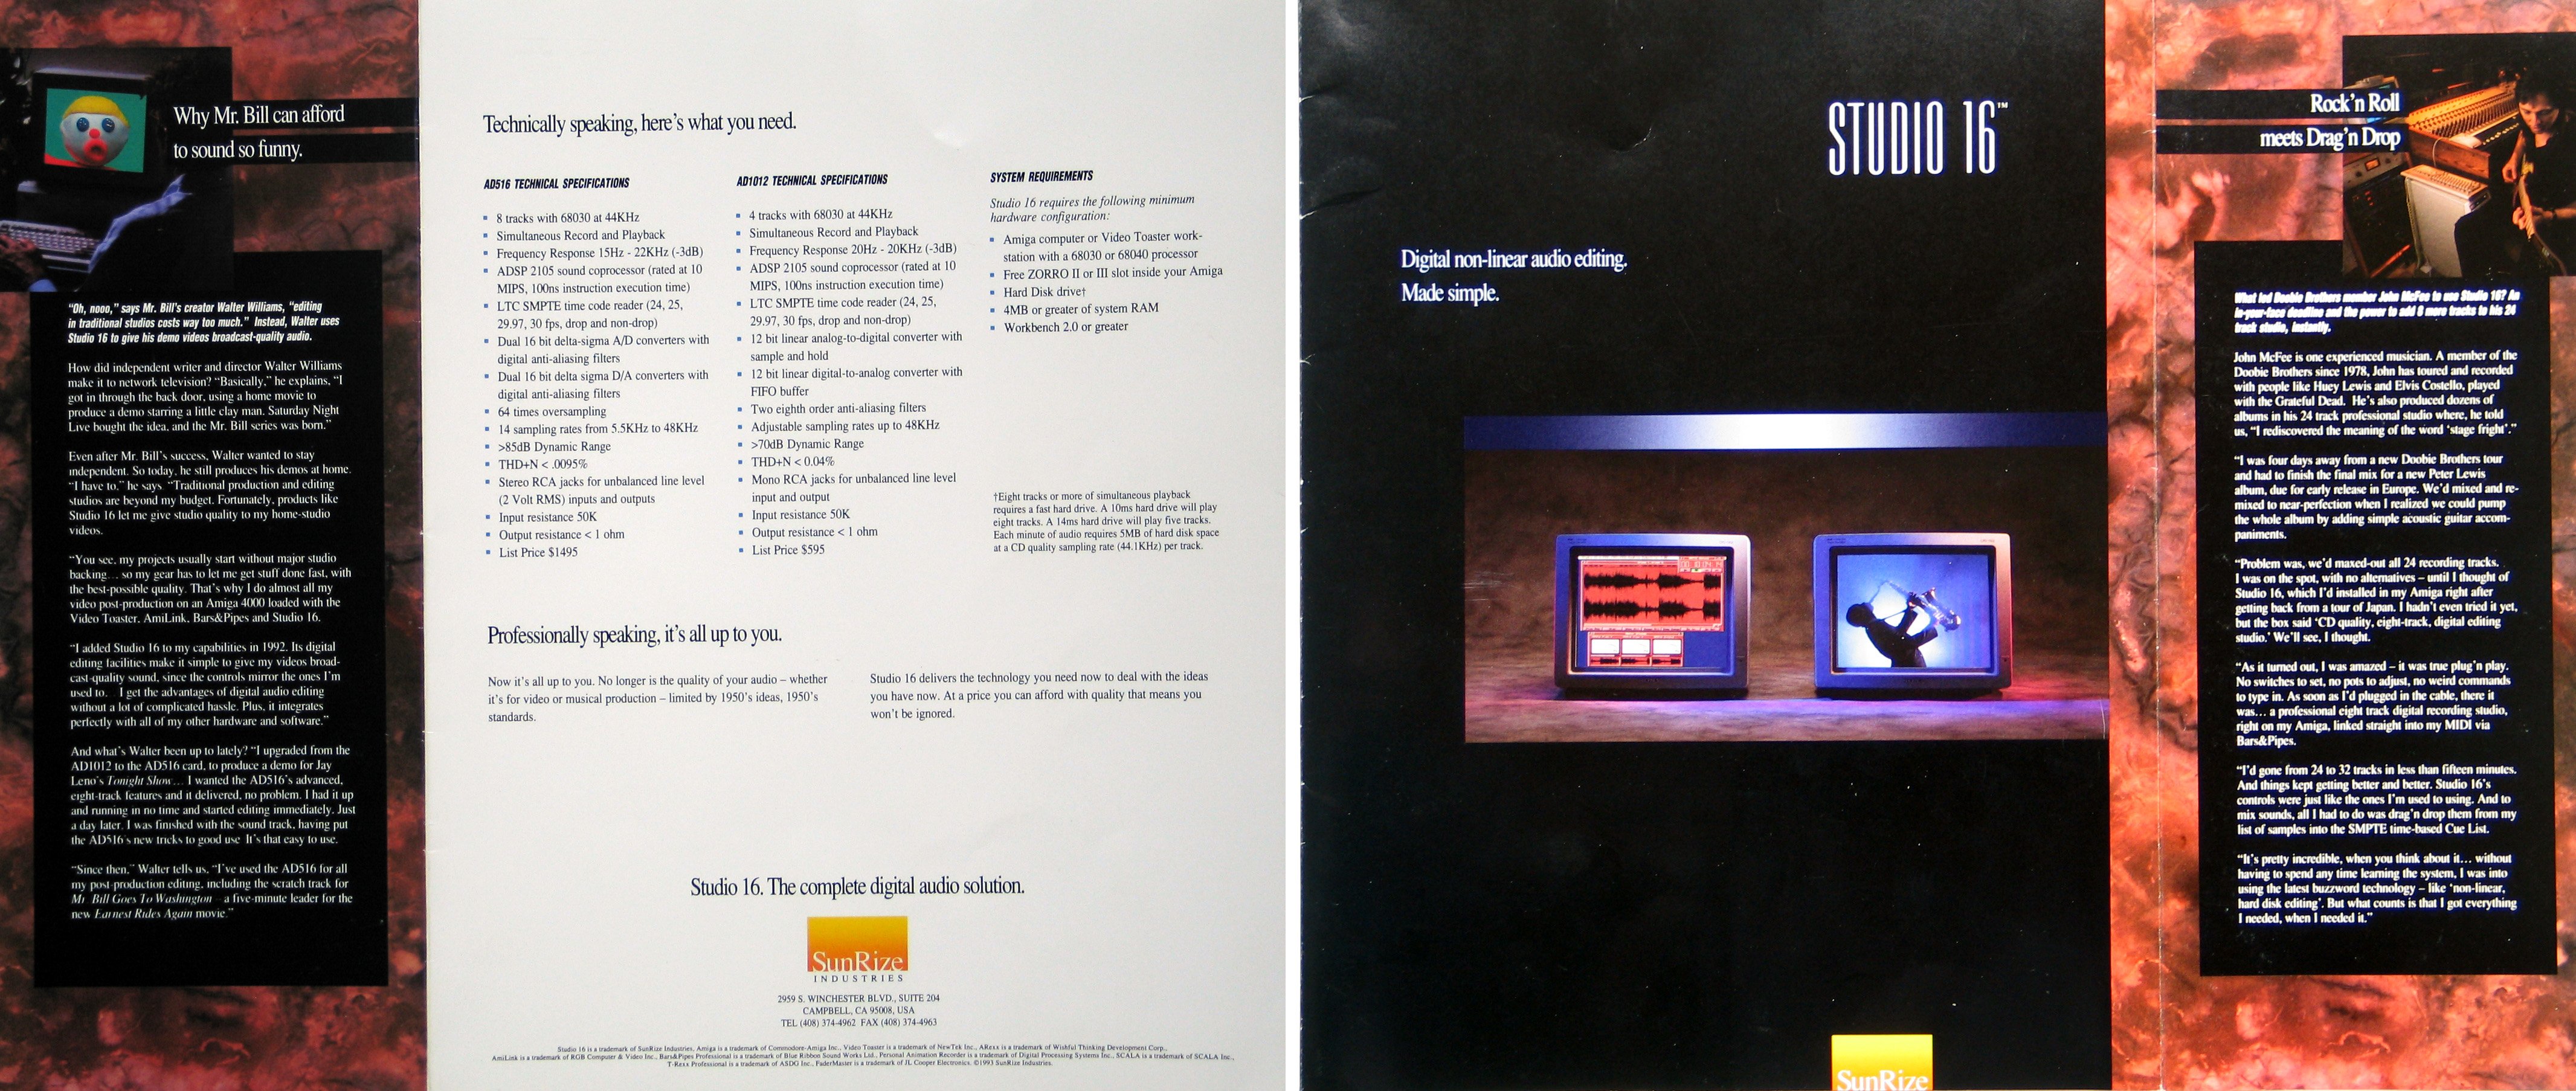 Why Mr. Bill can afford
to sound so funny.
"Oh, nooo," says Mr. Bill's creator Walter Williams, "editing
in traditional studios costs way too much." Instead, Walter uses
Studio 16 to give his demo videos broadcast-quality audio.
How did independent writer and director Walter Williams
make it to network television? "Basically," he explains, "I
got in through the back door, using a home movie to
produce a demo starring a little clay man. Saturday Night
Live bought the idea, and the Mr. Bill series was born."
Even after Mr. Bill's success, Walter wanted to stay
independent. So today, he still produces his demos at home.
"I have to," he says. "Traditional production and editing
studios are beyond my budget. Fortunately, products like
Studio 16 let me give studio quality to my home-studio
videos.
"You see, my projects usually start without major studio
backing... so my gear has to let me get stuff done fast, with
the best-possible quality. That's why I do almost all my
video post-production on an Amiga 4000 loaded with the
Video Toaster, AmiLink, Bars&Pipes and Studio 16.
"I added Studio 16 to my capabilities in 1992. Its digital
editing facilities make it simple to give my videos broad-
cast-quality sound, since the controls mirror the ones I'm
used to. I get the advantages of digital audio editing
without a lot of complicated hassle. Plus, it integrates
perfectly with all of my other hardware and software."
And what's Walter been up to lately? "I upgraded from the
AD1012 to the AD516 card, to produce a demo for Jay
Leno's Tonight Show... I wanted the AD516's advanced,
eight-track features and it delivered, no problem. I had it up
and running in no time and started editing immediately. Just
a day later, I was finished with the sound track, having put
the AD516's new tricks to good use. It's that easy to use.
"Since then," Walter tells us, "I've used the AD516 for all
my post-production editing, including the scratch track for
Mr. Bill Goes To Washington – a five-minute leader for the
new Earnest Rides Again movie."
Technically speaking, here's what you need.
AD516 TECHNICAL SPECIFICATIONS
▪ 8 tracks with 68030 at 44KHz
▪ Simultaneous Record and Playback
▪ Frequency Response 15Hz - 22KHz (-3dB)
▪ ADSP 2105 sound coprocessor (rated at 10
MIPS, 100ns instruction execution time)
▪ LTC SMPTE time code reader (24, 25,
29.97, 30 fps, drop and non-drop)
▪ Dual 16 bit delta-sigma A/D converters with
digital anti-aliasing filters
▪ Dual 16 bit delta sigma D/A converters with
digital anti-aliasing filters
▪ 64 times oversampling
▪ 14 sampling rates from 5.5KHz to 48KHz
▪ >85dB Dynamic Range
▪ THD+N < .0095%
▪ Stereo RCA jacks for unbalanced line level
(2 Volt RMS) inputs and outputs
▪ Input resistance 50K
▪ Output resistance < 1 ohm
▪ List Price $1495
AD1012 TECHNICAL SPECIFICATIONS
▪ 4 tracks with 68030 at 44KHz
▪ Simultaneous Record and Playback
▪ Frequency Response 20Hz - 20KHz (-3dB)
▪ ADSP 2105 sound coprocessor (rated at 10
MIPS, 100ns instruction execution time)
▪ LTC SMPTE time code reader (24, 25,
29.97, 30 fps, drop and non-drop)
▪ 12 bit linear analog-to-digital converter with
sample and hold
▪ 12 bit linear digital-to-analog converter with
FIFO buffer
▪ Two eighth order anti-aliasing filters
▪ Adjustable sampling rates up to 48KHz
▪ >70dB Dynamic Range
▪ THD+N < 0.04%
▪ Mono RCA jacks for unbalanced line level
input and output
▪ Input resistance 50K
▪ Output resistance < 1 ohm
▪ List Price $595
SYSTEM REQUIREMENTS
Studio 16 requires the following minimum
hardware configuration:
▪ Amiga computer or Video Toaster work-
station with a 68030 or 68040 processor
▪ Free ZORRO II or III slot inside your Amiga
▪ Hard Disk drive†
▪ 4MB or greater of system RAM
▪ Workbench 2.0 or greater
†Eight tracks or more of simultaneous playback
requires a fast hard drive. A 10ms hard drive will play
eight tracks. A 14ms hard drive will play five tracks.
Each minute of audio requires 5MB of hard disk space
at a CD quality sampling rate (44.1KHz) per track.
Professionally speaking, it's all up to you.
Now it's all up to you. No longer is the quality of your audio – whether
it's for video or musical production – limited by 1950's ideas, 1950's
standards.
Studio 16 delivers the technology you need now to deal with the ideas
you have now. At a price you can afford with quality that means you
won't be ignored.
Studio 16. The complete digital audio solution.
SunRize
INDUSTRIES
2959 S. WINCHESTER BLVD., SUITE 204
CAMPBELL, CA 95008, USA
TEL (408) 374-4962 FAX (408) 374-4963
Studio 16 is a trademark of SunRize Industries, Amiga is a trademark of Commodore-Amiga Inc., Video Toaster is a trademark of NewTek Inc., ARexx is a trademark of Wishful Thinking Development Corp.,
AmiLink is a trademark of RGB Computer & Video Inc., Bars&Pipes Professional is a trademark of Blue Ribbon Sound Works Ltd., Personal Animation Recorder is a trademark of Digital Processing Systems Inc., SCALA is a trademark of SCALA Inc.,
T-Rexx Professional is a trademark of ASDG Inc., FaderMaster is a trademark of JL Cooper Electronics. ©1993 SunRize Industries.
STUDIO 16™
Digital non-linear audio editing.
Made simple.
SunRize
Rock'n Roll
meets Drag'n Drop
What led Doobie Brothers member John McFee to use Studio 16? An
in-your-face deadline and the power to add 8 more tracks to his 24
track studio, instantly.
John McFee is one experienced musician. A member of the
Doobie Brothers since 1978, John has toured and recorded
with people like Huey Lewis and Elvis Costello, played
with the Grateful Dead. He's also produced dozens of
albums in his 24 track professional studio where, he told
us, "I rediscovered the meaning of the word 'stage fright'."
"I was four days away from a new Doobie Brothers tour
and had to finish the final mix for a new Peter Lewis
album, due for early release in Europe. We'd mixed and re-
mixed to near-perfection when I realized we could pump
the whole album by adding simple acoustic guitar accom-
paniments.
"Problem was, we'd maxed-out all 24 recording tracks.
I was on the spot, with no alternatives – until I thought of
Studio 16, which I'd installed in my Amiga right after
getting back from a tour of Japan. I hadn't even tried it yet,
but the box said 'CD quality, eight-track, digital editing
studio.' We'll see, I thought.
"As it turned out, I was amazed – it was true plug'n play.
No switches to set, no pots to adjust, no weird commands
to type in. As soon as I'd plugged in the cable, there it
was... a professional eight track digital recording studio,
right on my Amiga, linked straight into my MIDI via
Bars&Pipes.
"I'd gone from 24 to 32 tracks in less than fifteen minutes.
And things kept getting better and better. Studio 16's
controls were just like the ones I'm used to using. And to
mix sounds, all I had to do was drag'n drop them from my
list of samples into the SMPTE time-based Cue List.
"It's pretty incredible, when you think about it... without
having to spend any time learning the system, I was into
using the latest buzzword technology – like 'non-linear,
hard disk editing'. But what counts is that I got everything
I needed, when I needed it."